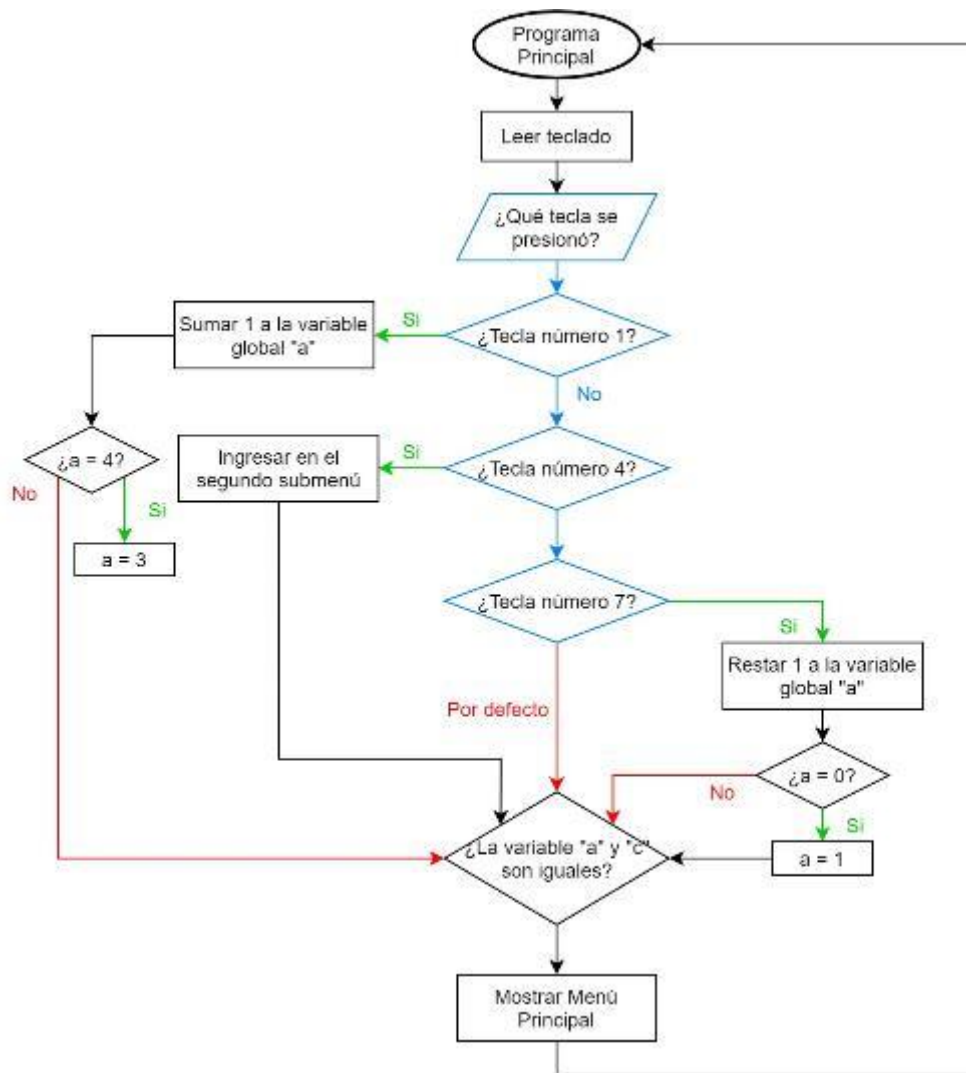 Programa
Principal
Leer teclado
¿Qué tecla se
presionó?
¿Tecla número 1?
Si
Sumar 1 a la variable
global "a"
No
¿a = 4?
No
Si
a = 3
¿Tecla número 4?
Si
Ingresar en el
segundo submenú
¿Tecla número 7?
Si
Restar 1 a la variable
global "a"
Por defecto
¿a = 0?
No
Si
a = 1
¿La variable "a" y "c"
son iguales?
Mostrar Menú
Principal